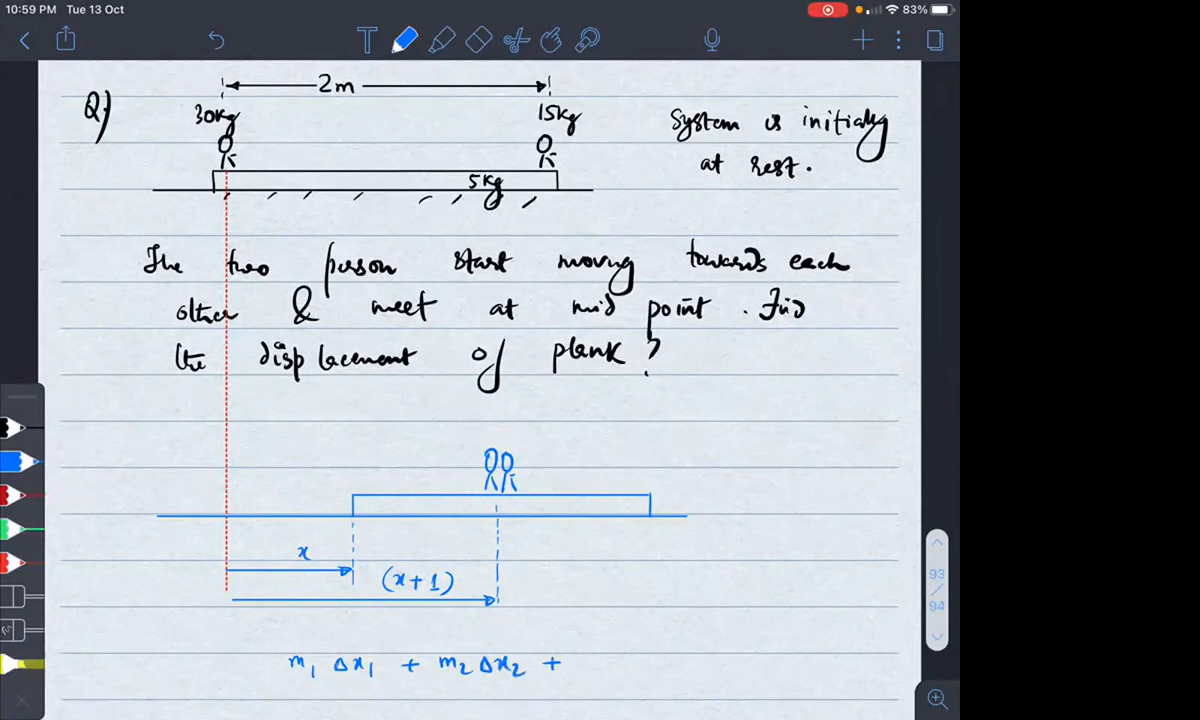 10:59 PM Tue 13 Oct 83%
2m
Q) 30kg 15kg System is initially
at rest.
5kg
The two person start moving towards each
other & meet at mid point. Find
the displacement of plank?
x
(x+1)
m₁ Δx₁ + m₂ Δx₂ +
93
/
94